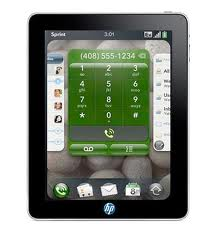 Sprint 3:01
(408) 555-1234
1 2 abc 3 def
4 ghi 5 jkl 6 mno
7 pqrs 8 tuv 9 wxyz
* 0 + #
8
hp